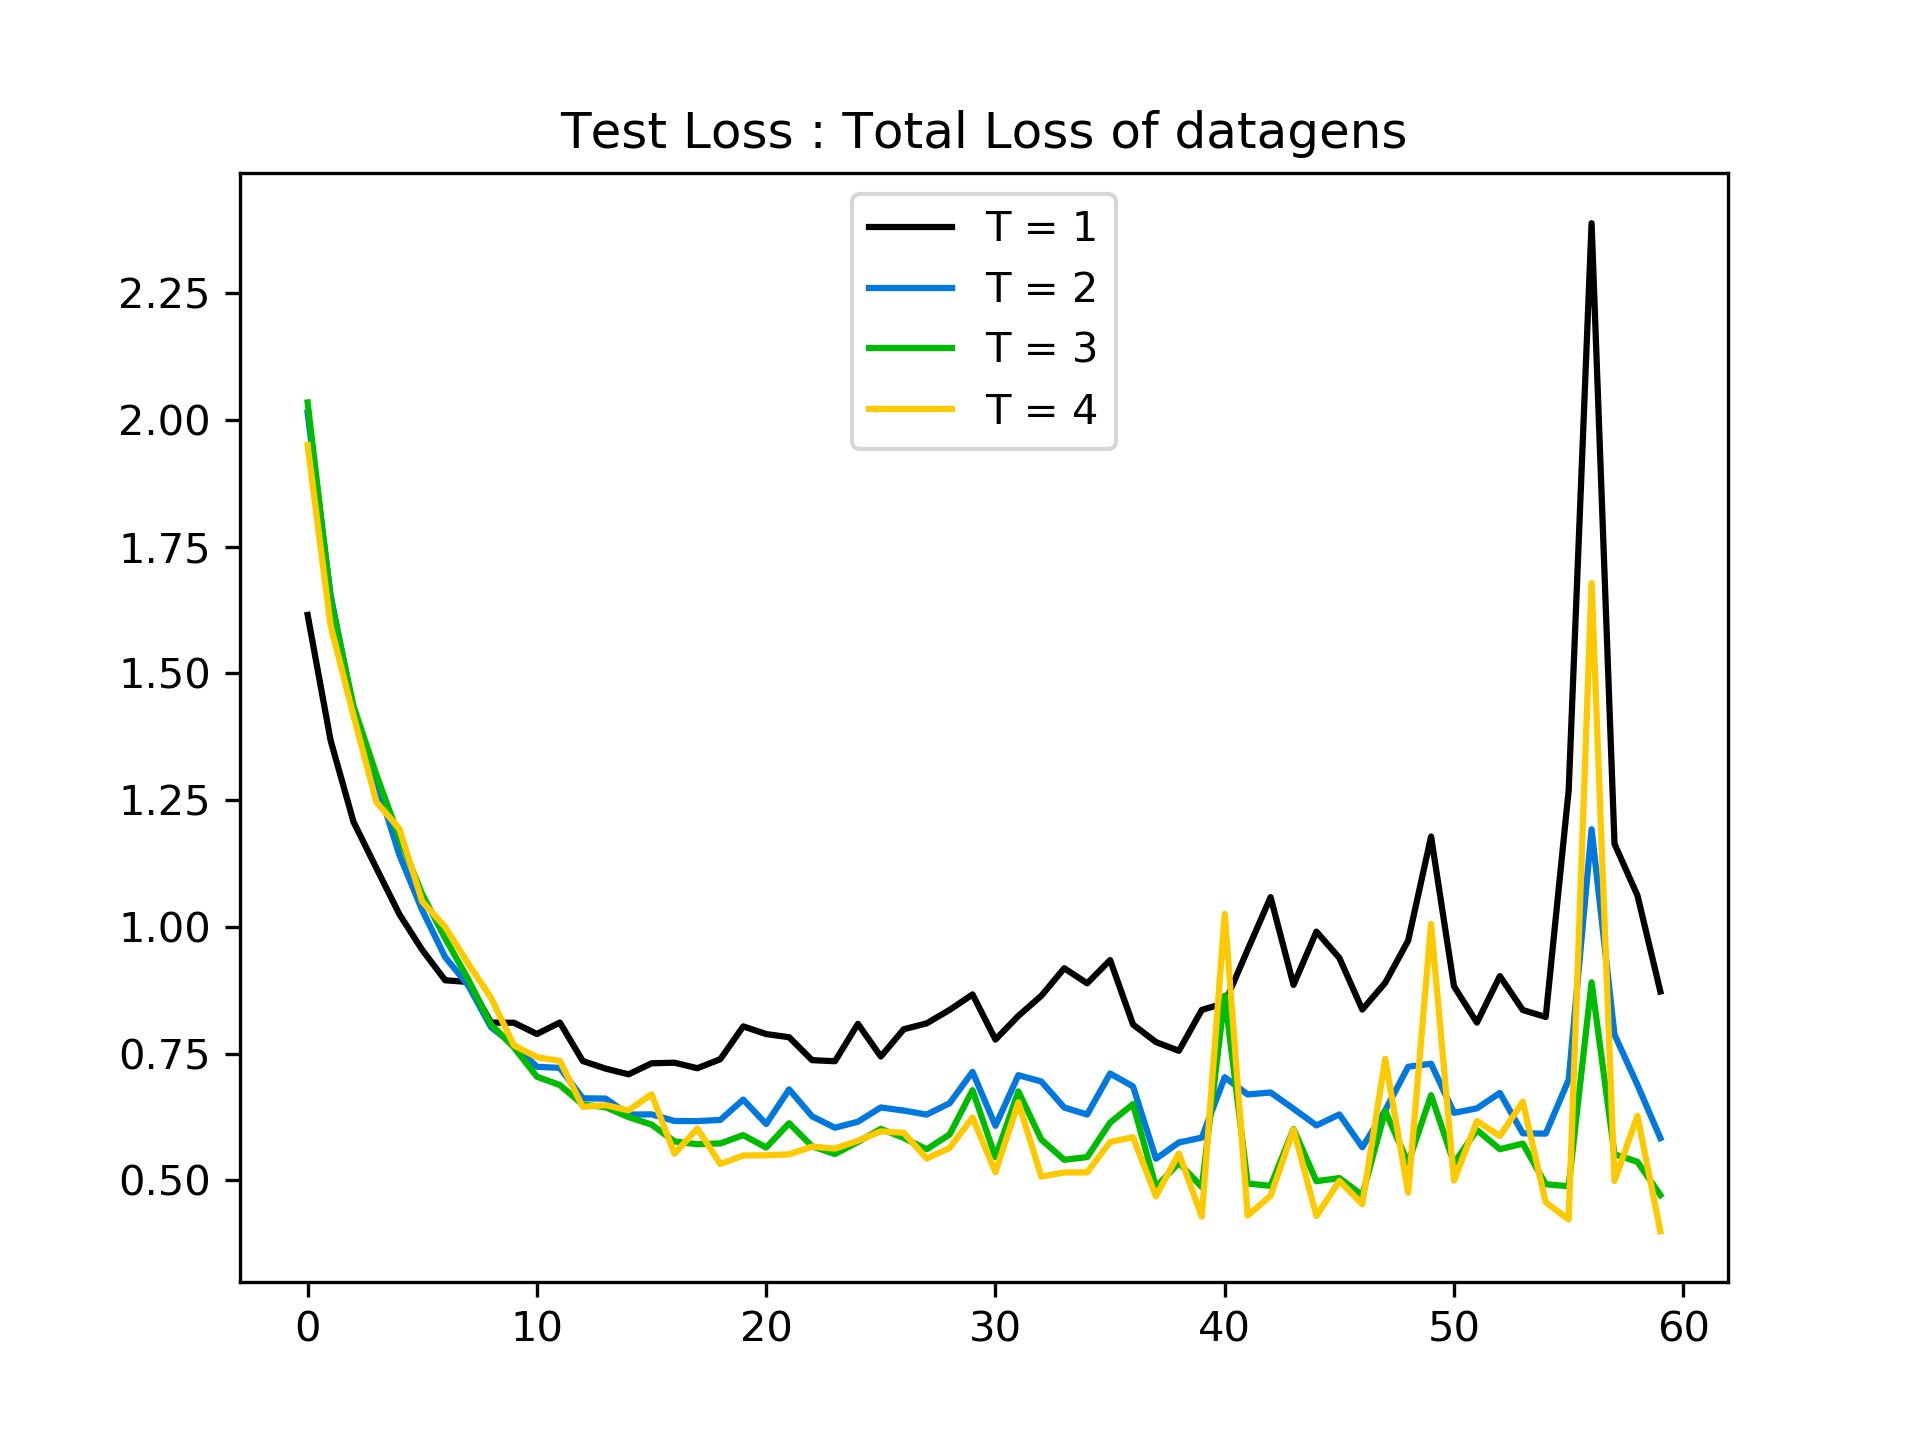 Test Loss : Total Loss of datagens
T = 1
T = 2
T = 3
T = 4
2.25
2.00
1.75
1.50
1.25
1.00
0.75
0.50
0 10 20 30 40 50 60